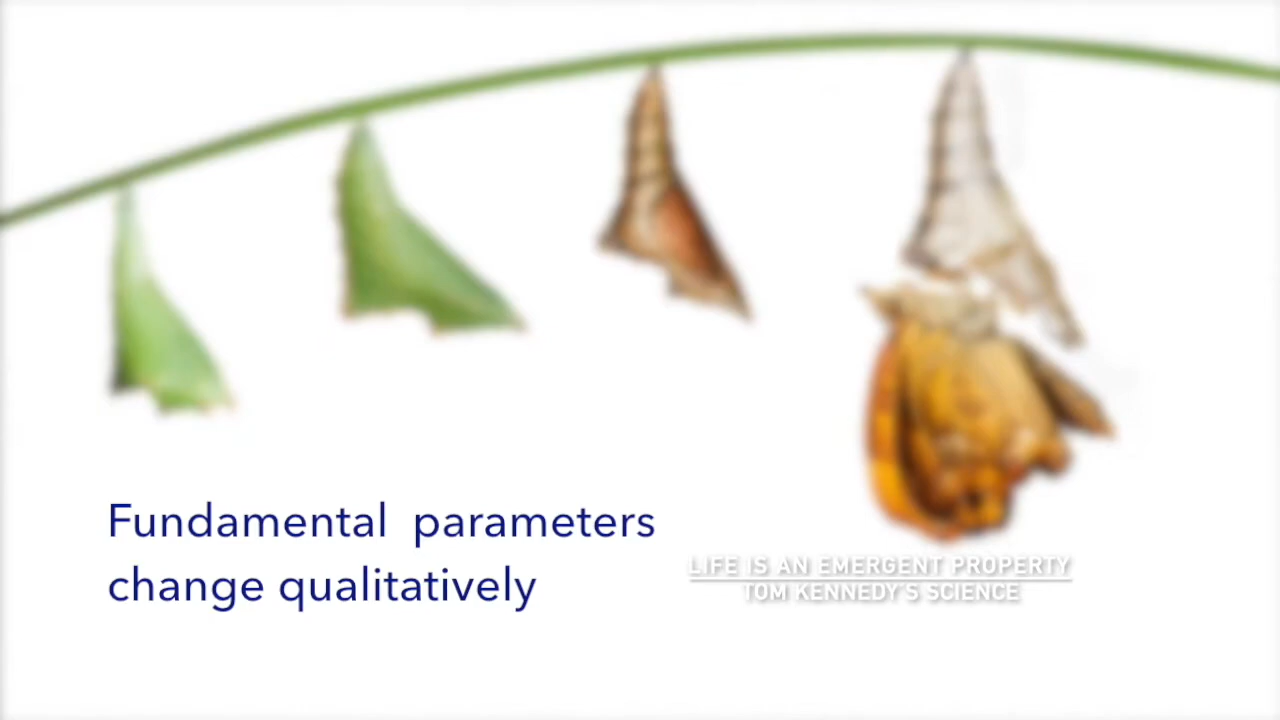 Fundamental parameters
change qualitatively
LIFE IS AN EMERGENT PROPERTY
TOM KENNEDY'S SCIENCE